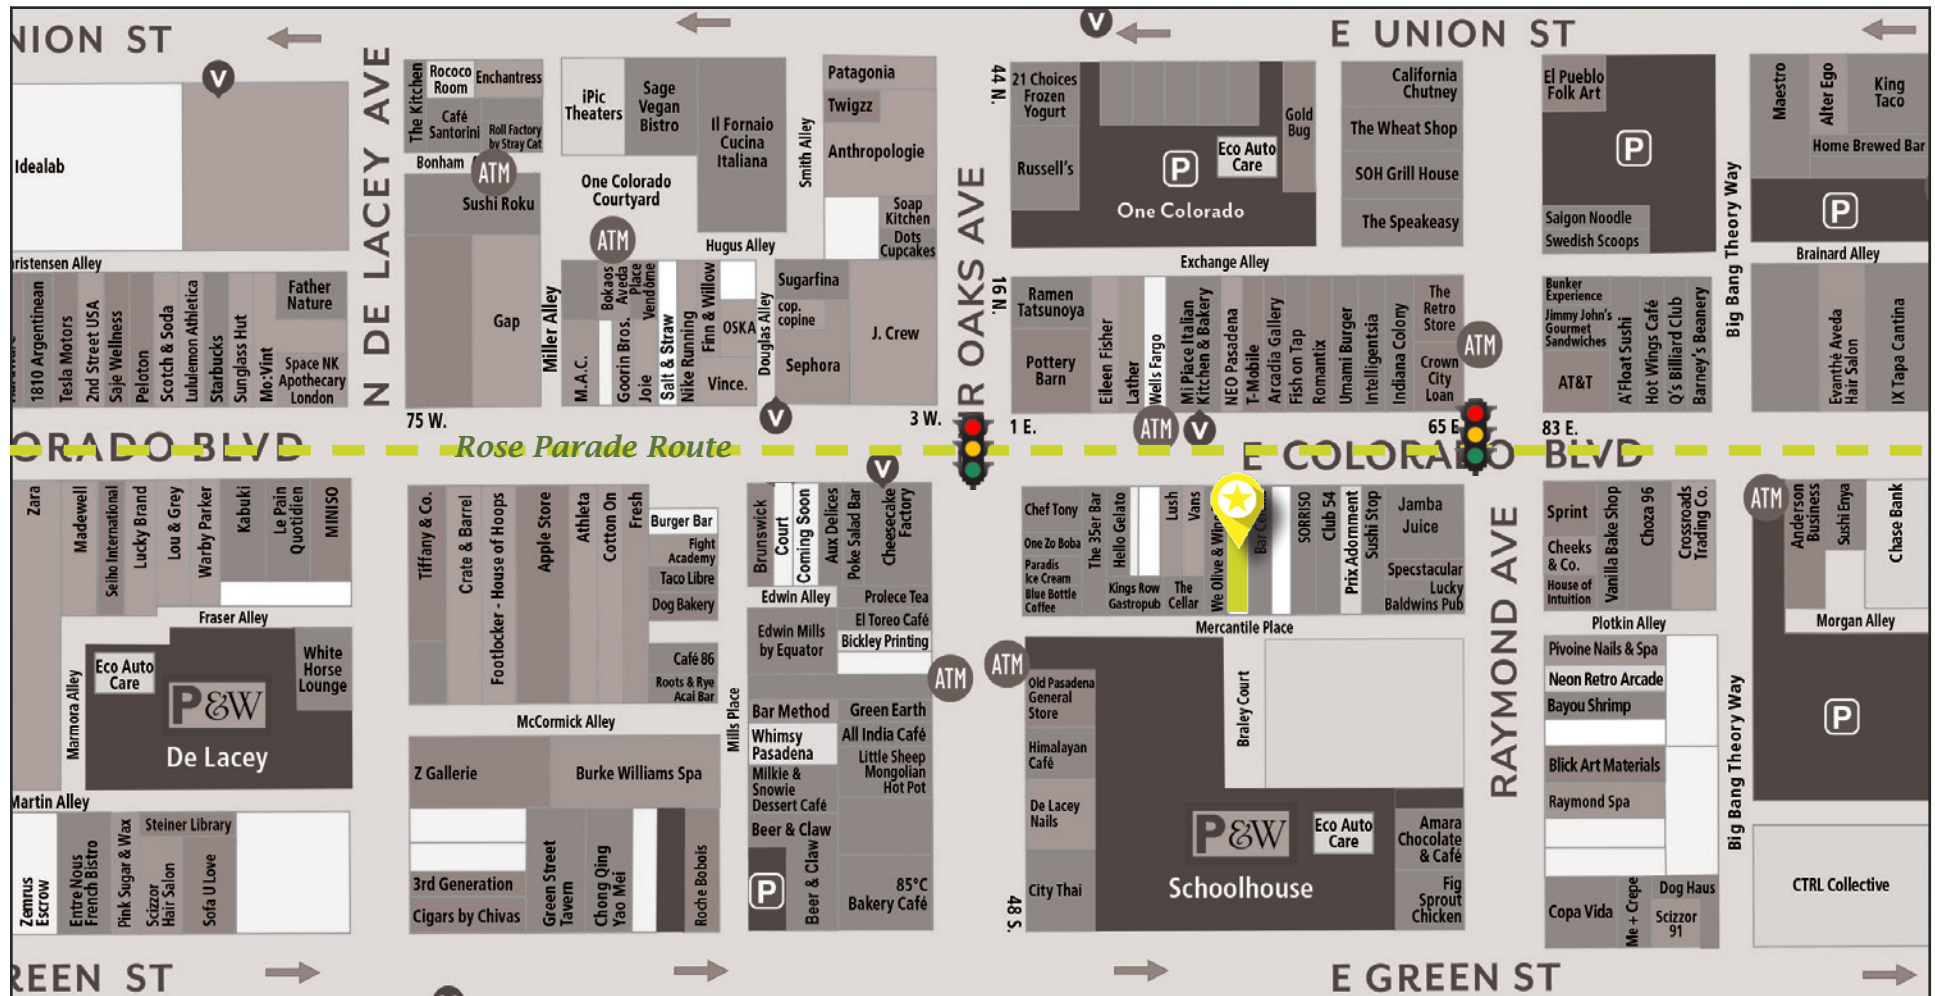 NION ST
E UNION ST
N DE LACEY AVE
R OAKS AVE
RAYMOND AVE
V
V
Idealab
The Kitchen
Rococo
Room
Enchantress
Café
Santorini
Roll Factory
by Stray Cat
Bonham
ATM
Sushi Roku
Gap
iPic
Theaters
Sage
Vegan
Bistro
Il Fornaio
Cucina
Italiana
One Colorado
Courtyard
ATM
Hugus Alley
Smith Alley
Patagonia
Twigzz
Anthropologie
Soap
Kitchen
Dots
Cupcakes
44 N.
21 Choices
Frozen
Yogurt
Russell's
P
One Colorado
Eco Auto
Care
Gold
Bug
California
Chutney
The Wheat Shop
SOH Grill House
The Speakeasy
El Pueblo
Folk Art
P
Saigon Noodle
Swedish Scoops
Big Bang Theory Way
Maestro
Alter Ego
King
Taco
Home Brewed Bar
P
Brainard Alley
Exchange Alley
ristensen Alley
1810 Argentinean
Tesla Motors
2nd Street USA
Saje Wellness
Peloton
Scotch & Soda
Lululemon Athletica
Starbucks
Sunglass Hut
Mo:Vint
Father
Nature
Space NK
Apothecary
London
Miller Alley
M.A.C.
Bokaos
Aveda
Goorin Bros.
Place
Vendôme
Joie
Salt & Straw
Nike Running
Finn & Willow
OSKA
Vince.
Douglas Alley
Sugarfina
cop.
copine
Sephora
J. Crew
16 N.
Ramen
Tatsunoya
Pottery
Barn
Eileen Fisher
Lather
Wells Fargo
Mi Piace Italian
Kitchen & Bakery
NEO Pasadena
T-Mobile
Arcadia Gallery
Fish on Tap
Romantix
Umami Burger
Intelligentsia
Indiana Colony
The
Retro
Store
Crown
City
Loan
ATM
Bunker
Experience
Jimmy John's
Gourmet
Sandwiches
AT&T
A'Float Sushi
Hot Wings Café
Q's Billiard Club
Barney's Beanery
Evanthé Aveda
Hair Salon
IX Tapa Cantina
75 W.
V
3 W.
1 E.
ATM
V
65 E
83 E.
ORADO BLVD
Rose Parade Route
E COLORADO BLVD
V
Zara
Madewell
Seiho International
Lucky Brand
Lou & Grey
Warby Parker
Kabuki
Le Pain
Quotidien
MINISO
Fraser Alley
Marmora Alley
Eco Auto
Care
P&W
De Lacey
White
Horse
Lounge
Martin Alley
Zemrus
Escrow
Entre Nous
French Bistro
Pink Sugar & Wax
Steiner Library
Scizzor
Hair Salon
Sofa U Love
Tiffany & Co.
Crate & Barrel
Footlocker - House of Hoops
Apple Store
Athleta
Cotton On
Fresh
Burger Bar
Fight
Academy
Taco Libre
Dog Bakery
Café 86
Roots & Rye
Acai Bar
McCormick Alley
Mills Place
Z Gallerie
Burke Williams Spa
3rd Generation
Cigars by Chivas
Green Street
Tavern
Chong Qing
Yao Mei
Roche Bobois
Brunswick
Court
Coming Soon
Aux Delices
Poke Salad Bar
Cheesecake
Factory
Edwin Alley
Prolece Tea
El Toreo Café
Edwin Mills
by Equator
Bickley Printing
ATM
Bar Method
Green Earth
Whimsy
Pasadena
All India Café
Little Sheep
Mongolian
Hot Pot
Milkie &
Snowie
Dessert Café
Beer & Claw
P
Beer & Claw
85°C
Bakery Café
Chef Tony
One Zo Boba
Paradis
Ice Cream
Blue Bottle
Coffee
The 35er Bar
Hello Gelato
Lush
Vans
Kings Row
Gastropub
The
Cellar
We Olive & Wine
Bar
SORRISO
Club 54
Prix Adornment
Sushi Stop
Jamba
Juice
Specstacular
Lucky
Baldwins Pub
Mercantile Place
ATM
Old Pasadena
General
Store
Himalayan
Café
De Lacey
Nails
City Thai
48 S.
Braley Court
P&W
Schoolhouse
Eco Auto
Care
Amara
Chocolate
& Café
Fig
Sprout
Chicken
Sprint
Cheeks
& Co.
House of
Intuition
Vanilla Bake Shop
Choza 96
Crossroads
Trading Co.
Plotkin Alley
Pivoine Nails & Spa
Neon Retro Arcade
Bayou Shrimp
Blick Art Materials
Raymond Spa
Copa Vida
Me + Crepe
Dog Haus
Scizzor
91
Big Bang Theory Way
ATM
Anderson
Business
Sushi Enya
Chase Bank
Morgan Alley
P
CTRL Collective
REEN ST
E GREEN ST